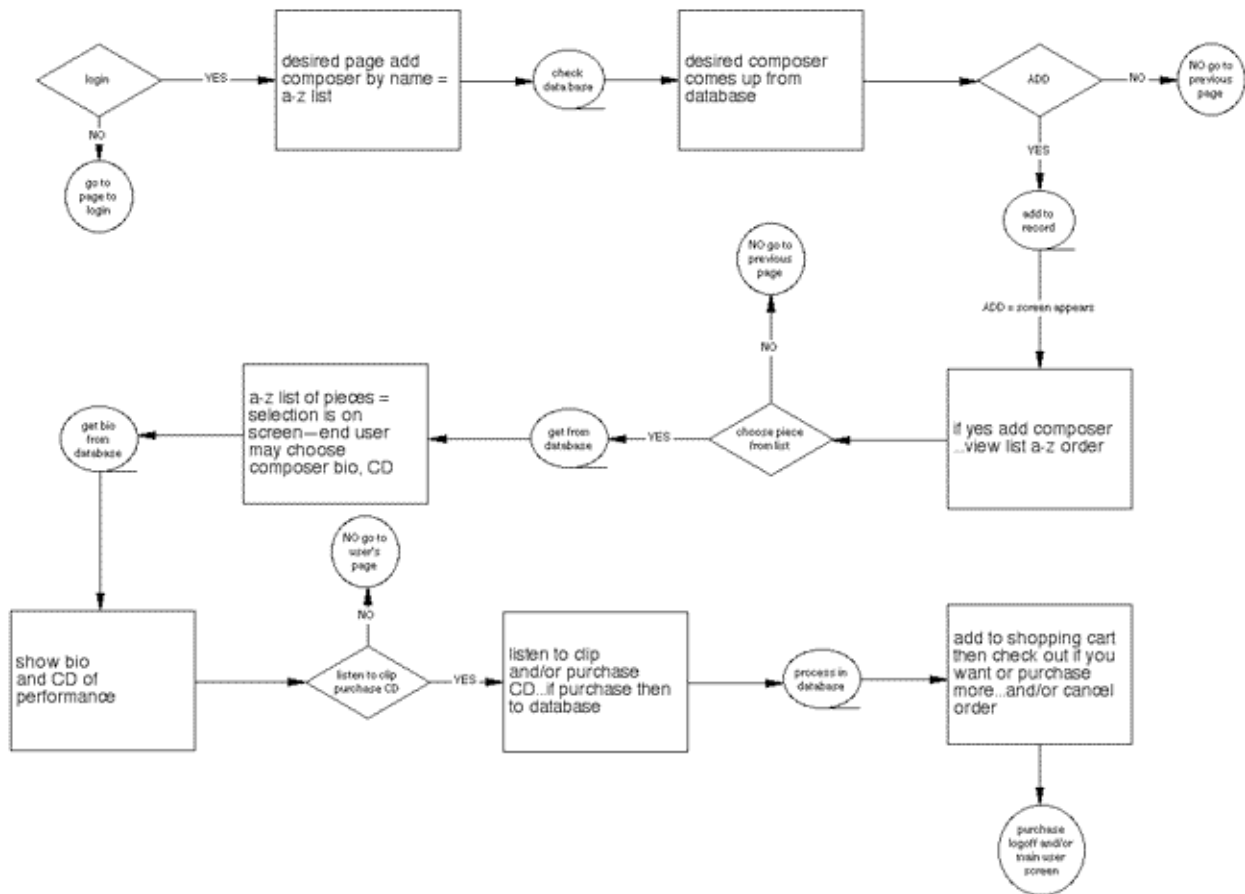 login
YES
desired page add
composer by name =
a-z list
check
data base
desired composer
comes up from
database
ADD
NO
NO go to
previous
page
NO
go to
page to
login
YES
add to
record
ADD = screen appears
if yes add composer
...view list a-z order
choose piece
from list
NO
NO go to
previous
page
YES
get from
database
a-z list of pieces =
selection is on
screen—end user
may choose
composer bio, CD
get bio
from
database
show bio
and CD of
performance
listen to clip
purchase CD
NO
NO go to
user's
page
YES
listen to clip
and/or purchase
CD...if purchase then
to database
process in
database
add to shopping cart
then check out if you
want or purchase
more...and/or cancel
order
purchase
logoff and/or
main user
screen